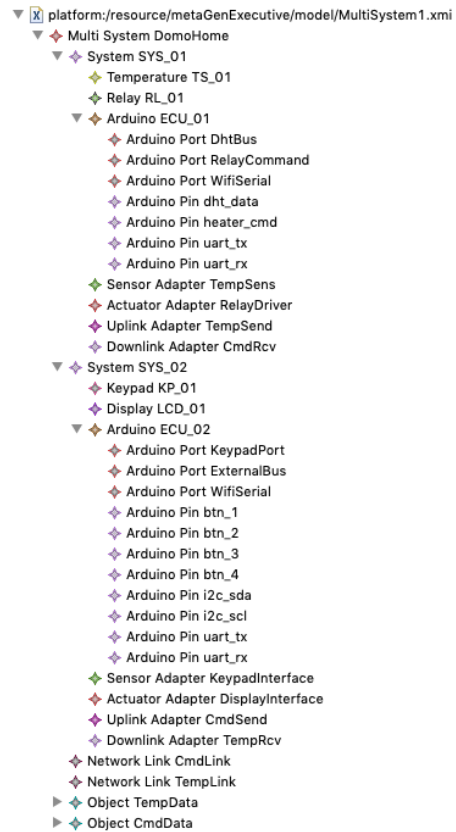 platform:/resource/metaGenExecutive/model/MultiSystem1.xmi
Multi System DomoHome
System SYS_01
Temperature TS_01
Relay RL_01
Arduino ECU_01
Arduino Port DhtBus
Arduino Port RelayCommand
Arduino Port WifiSerial
Arduino Pin dht_data
Arduino Pin heater_cmd
Arduino Pin uart_tx
Arduino Pin uart_rx
Sensor Adapter TempSens
Actuator Adapter RelayDriver
Uplink Adapter TempSend
Downlink Adapter CmdRcv
System SYS_02
Keypad KP_01
Display LCD_01
Arduino ECU_02
Arduino Port KeypadPort
Arduino Port ExternalBus
Arduino Port WifiSerial
Arduino Pin btn_1
Arduino Pin btn_2
Arduino Pin btn_3
Arduino Pin btn_4
Arduino Pin i2c_sda
Arduino Pin i2c_scl
Arduino Pin uart_tx
Arduino Pin uart_rx
Sensor Adapter KeypadInterface
Actuator Adapter DisplayInterface
Uplink Adapter CmdSend
Downlink Adapter TempRcv
Network Link CmdLink
Network Link TempLink
Object TempData
Object CmdData